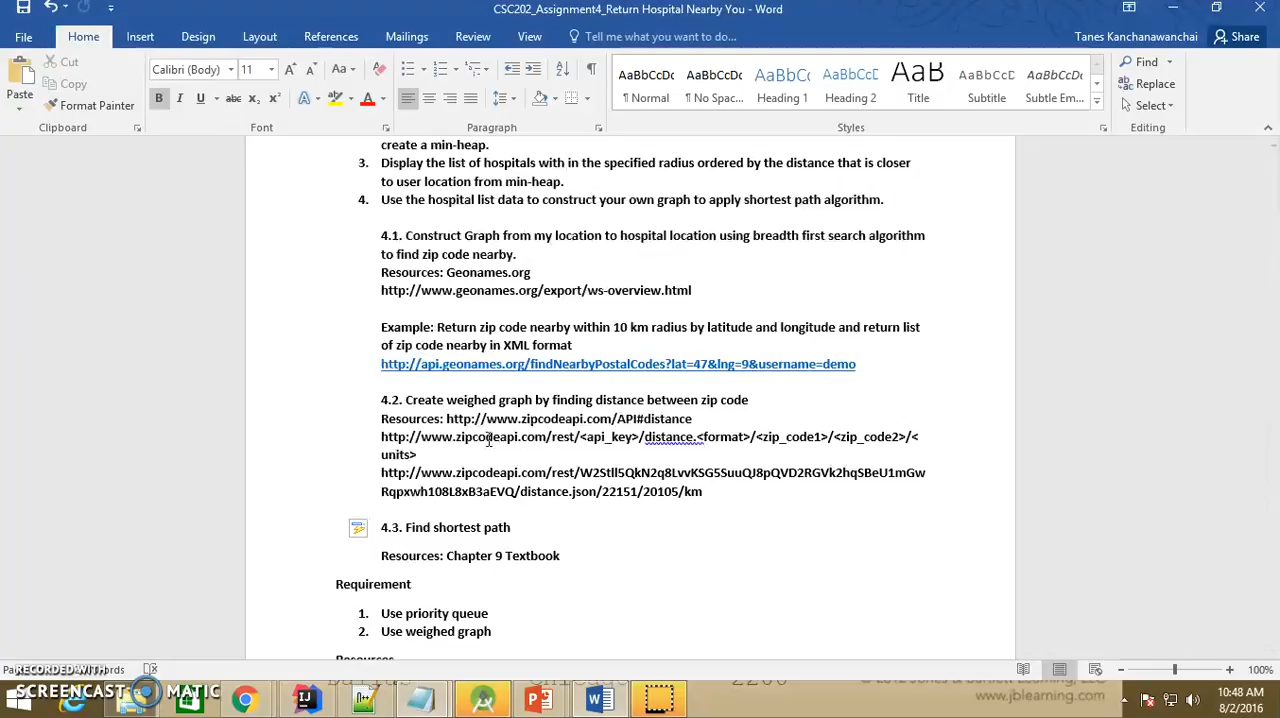 CSC202_Assignment4_Return Hospital Nearby You - Word
File Home Insert Design Layout References Mailings Review View Tell me what you want to do... Tanes Kanchanawanchai Share
Paste Cut Copy Format Painter
Calibri (Body) 11 Aa
B I U abc x₂ x² A A
AaBbCcDc AaBbCcDc AaBbCc AaBbCcD AaB AaBbCcD AaBbCcDc
¶ Normal ¶ No Spac... Heading 1 Heading 2 Title Subtitle Subtle Em...
Find Replace Select
Clipboard Font Paragraph Styles Editing
create a min-heap.
3. Display the list of hospitals with in the specified radius ordered by the distance that is closer
to user location from min-heap.
4. Use the hospital list data to construct your own graph to apply shortest path algorithm.
4.1. Construct Graph from my location to hospital location using breadth first search algorithm
to find zip code nearby.
Resources: Geonames.org
http://www.geonames.org/export/ws-overview.html
Example: Return zip code nearby within 10 km radius by latitude and longitude and return list
of zip code nearby in XML format
http://api.geonames.org/findNearbyPostalCodes?lat=47&lng=9&username=demo
4.2. Create weighed graph by finding distance between zip code
Resources: http://www.zipcodeapi.com/API#distance
http://www.zipcodeapi.com/rest/<api_key>/distance.<format>/<zip_code1>/<zip_code2>/<
units>
http://www.zipcodeapi.com/rest/W2Stll5QkN2q8LvvKSG5SuuQJ8pQVD2RGVk2hqSBeU1mGw
Rqpxwh108L8xB3aEVQ/distance.json/22151/20105/km
4.3. Find shortest path
Resources: Chapter 9 Textbook
Requirement
1. Use priority queue
2. Use weighed graph
Resources
RECORDED WITH
100%
SCREENCAST MATIC
www.jblearning.com
10:48 AM
8/2/2016